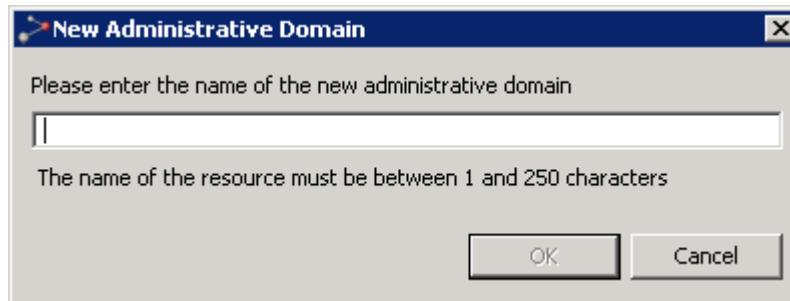 New Administrative Domain
Please enter the name of the new administrative domain
The name of the resource must be between 1 and 250 characters
OK
Cancel